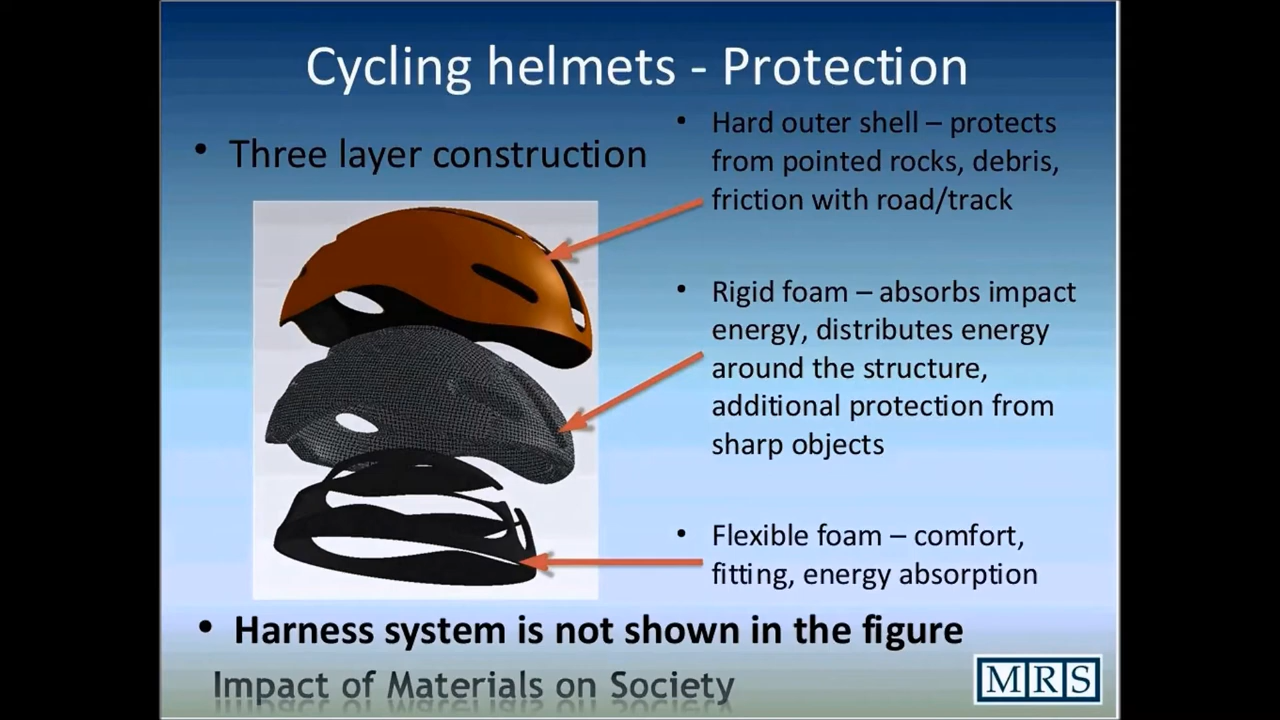 Cycling helmets - Protection
• Three layer construction
• Hard outer shell – protects
from pointed rocks, debris,
friction with road/track
• Rigid foam – absorbs impact
energy, distributes energy
around the structure,
additional protection from
sharp objects
• Flexible foam – comfort,
fitting, energy absorption
• Harness system is not shown in the figure
Impact of Materials on Society
MRS